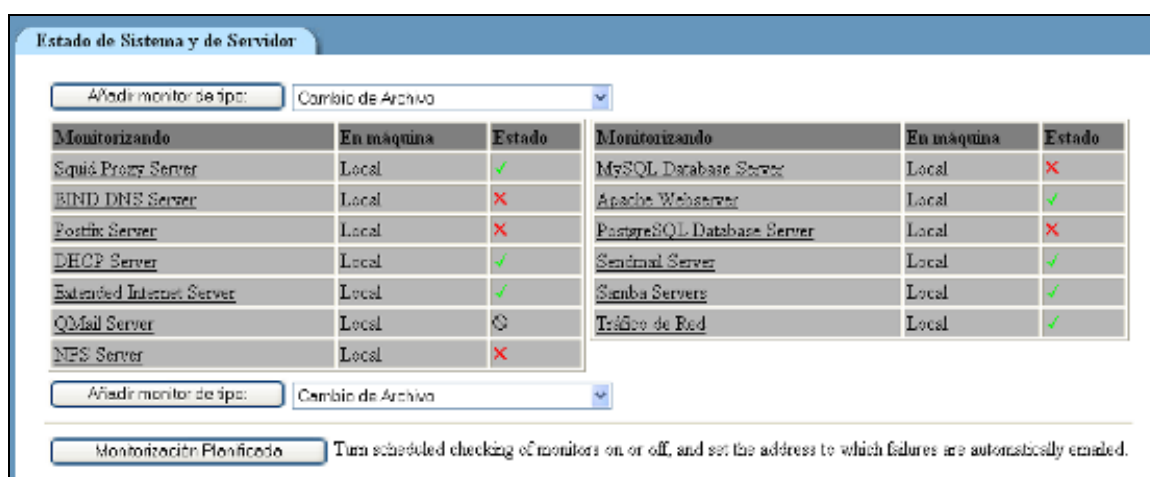 Estado de Sistema y de Servidor
Añadir monitor de tipo: Cambio de Archivo
Monitorizando En máquina Estado Monitorizando En máquina Estado
Squid Proxy Server Local MySQL Database Server Local
BIND DNS Server Local Apache Webserver Local
Postfix Server Local PostgreSQL Database Server Local
DHCP Server Local Sendmail Server Local
Extended Internet Server Local Samba Servers Local
QMail Server Local Tráfico de Red Local
NFS Server Local
Añadir monitor de tipo: Cambio de Archivo
Monitorización Planificada Turn scheduled checking of monitors on or off, and set the address to which failures are automatically emailed.